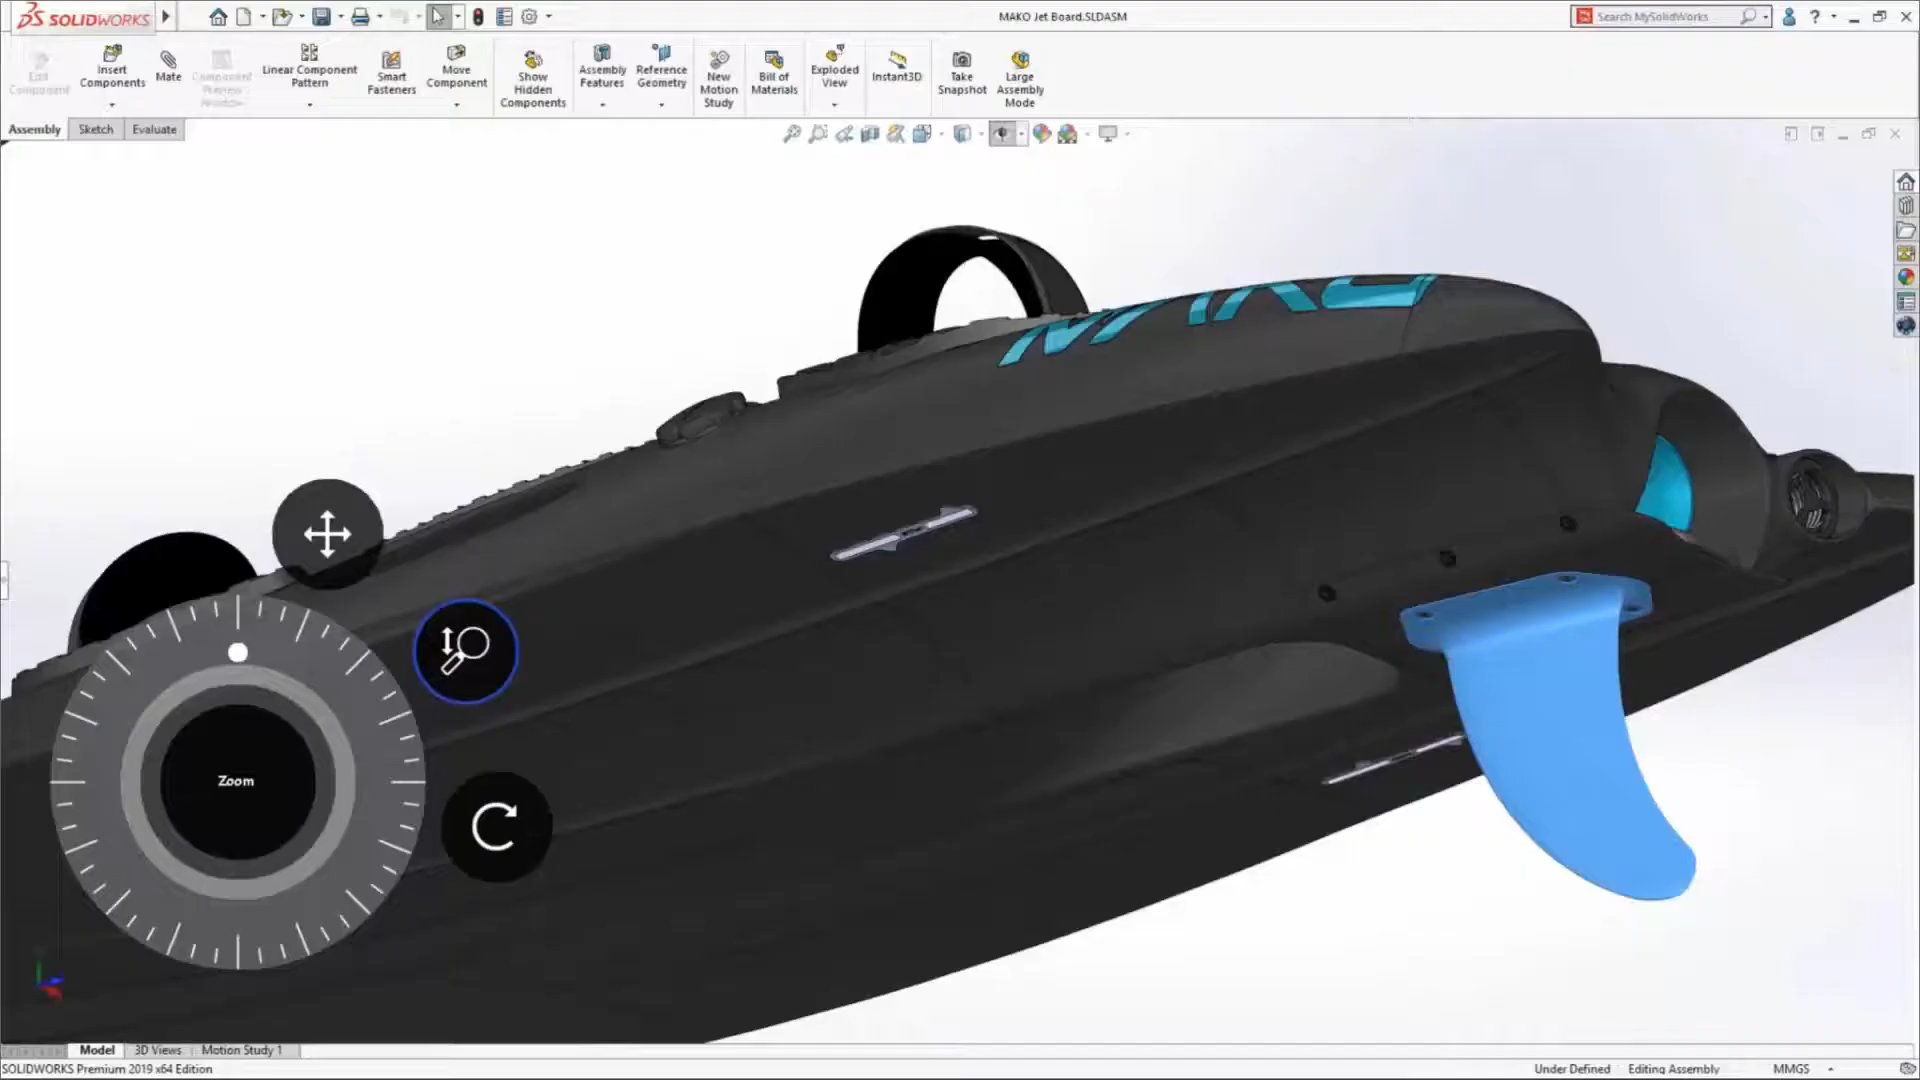 SOLIDWORKS
MAKO Jet Board.SLDASM
Search MySolidWorks
Edit Component
Insert Components
Mate
Component Preview Window
Linear Component Pattern
Smart Fasteners
Move Component
Show Hidden Components
Assembly Features
Reference Geometry
New Motion Study
Bill of Materials
Exploded View
Instant3D
Take Snapshot
Large Assembly Mode
Assembly Sketch Evaluate
MAKO
Zoom
Model 3D Views Motion Study 1
SOLIDWORKS Premium 2019 x64 Edition
Under Defined Editing Assembly MMGS